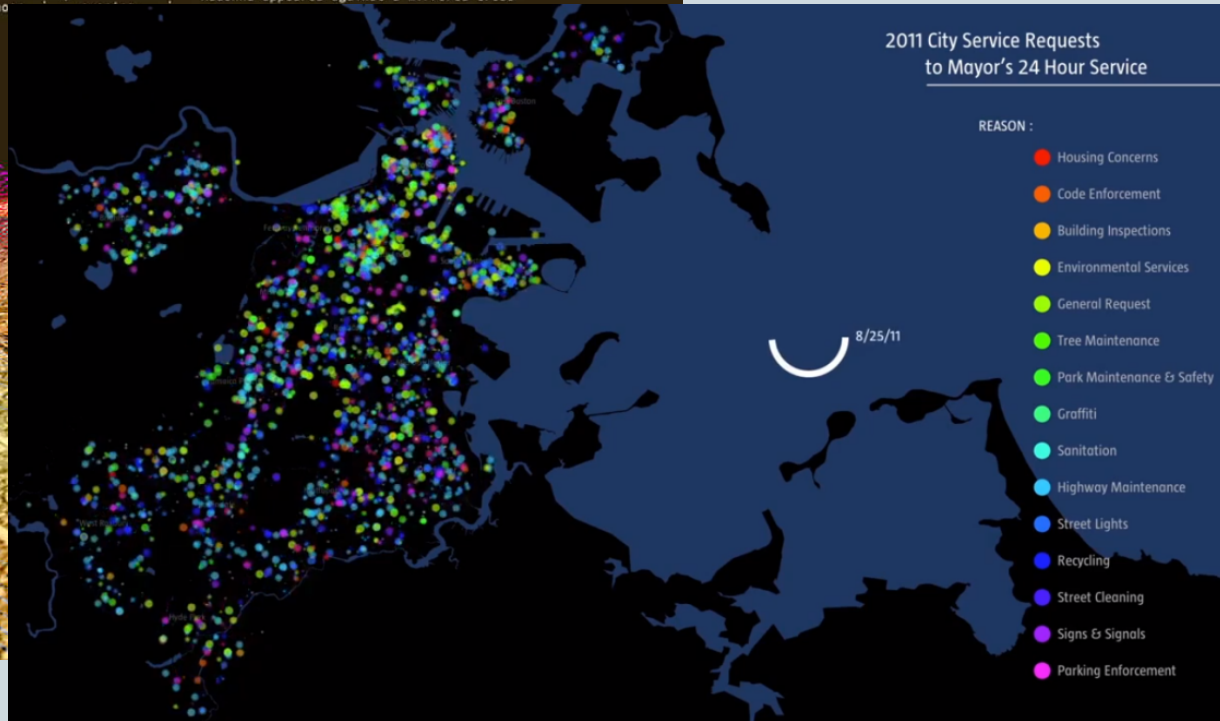 2011 City Service Requests
to Mayor's 24 Hour Service
REASON :
Housing Concerns
Code Enforcement
Building Inspections
Environmental Services
General Request
Tree Maintenance
Park Maintenance & Safety
Graffiti
Sanitation
Highway Maintenance
Street Lights
Recycling
Street Cleaning
Signs & Signals
Parking Enforcement
8/25/11
Hyde Park